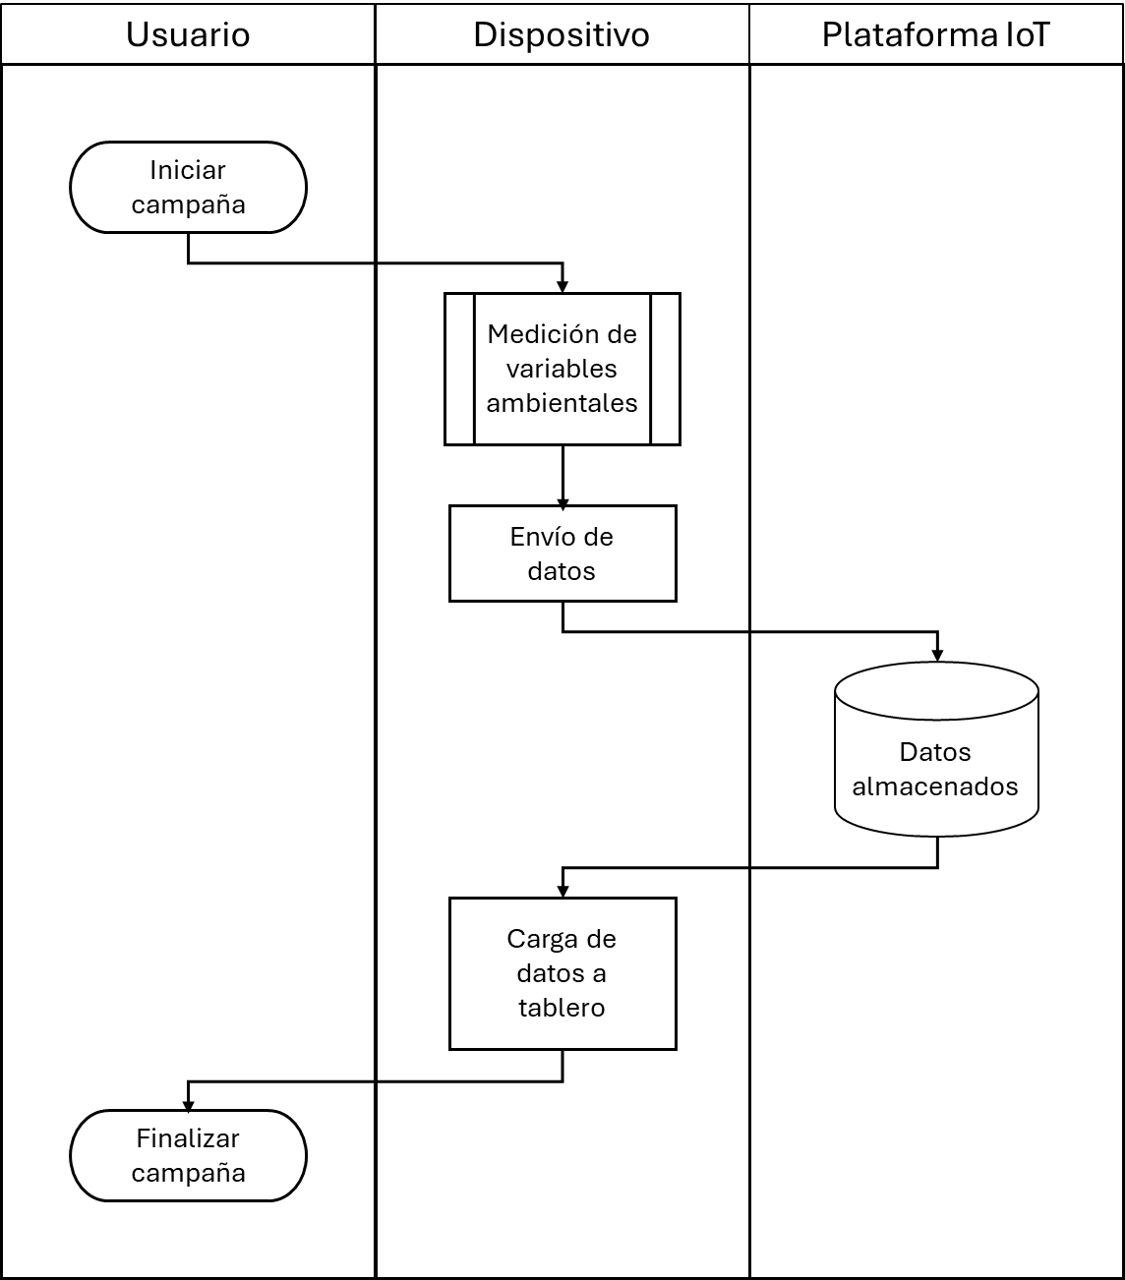 Usuario
Dispositivo
Plataforma IoT
Iniciar
campaña
Medición de
variables
ambientales
Envío de
datos
Datos
almacenados
Carga de
datos a
tablero
Finalizar
campaña